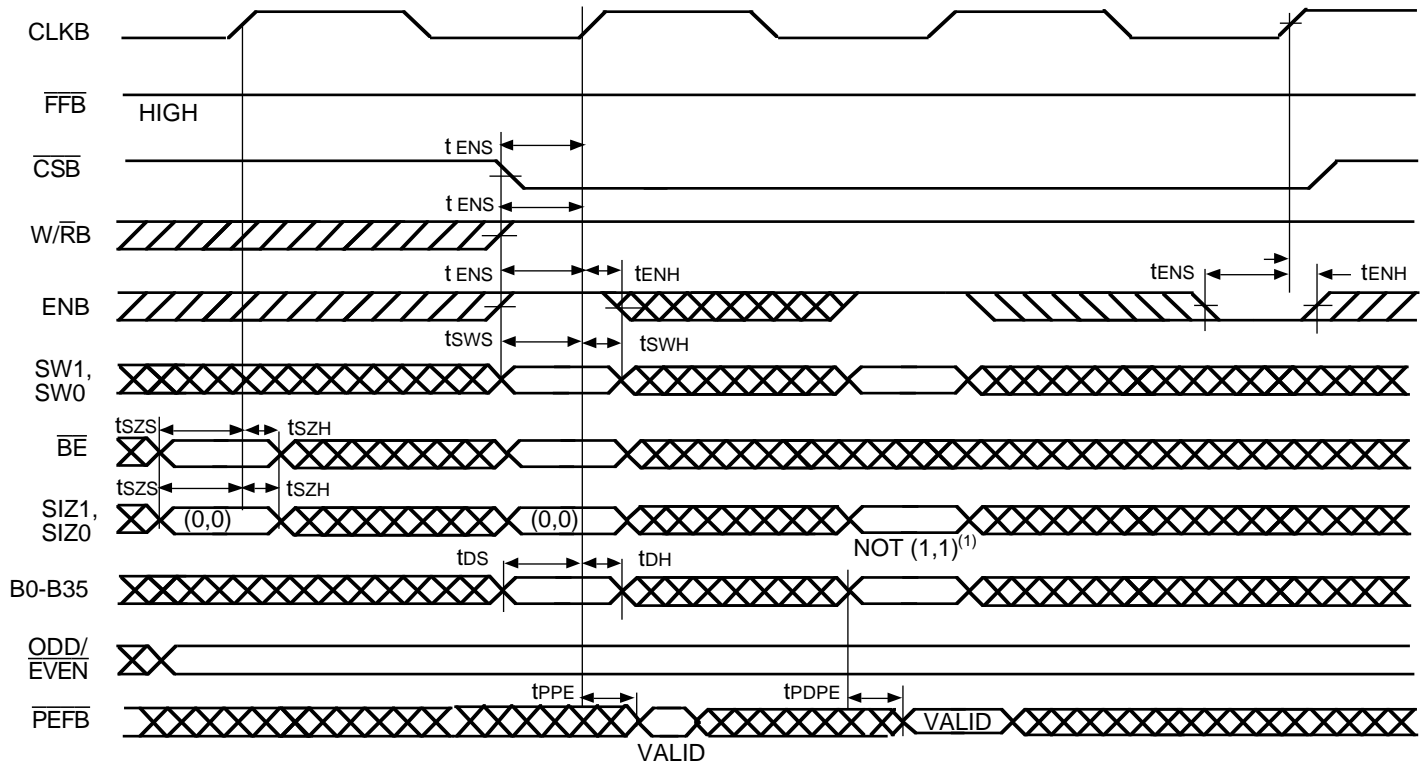 CLKB
FFB
HIGH
t ENS
CSB
t ENS
W/RB
t ENS
tENH
tENS
tENH
ENB
tSWS
tSWH
SW1,
SW0
tSZS
tSZH
BE
tSZS
tSZH
SIZ1,
SIZ0
(0,0)
(0,0)
NOT (1,1)(1)
tDS
tDH
B0-B35
ODD/
EVEN
tPPE
tPDPE
PEFB
VALID
VALID